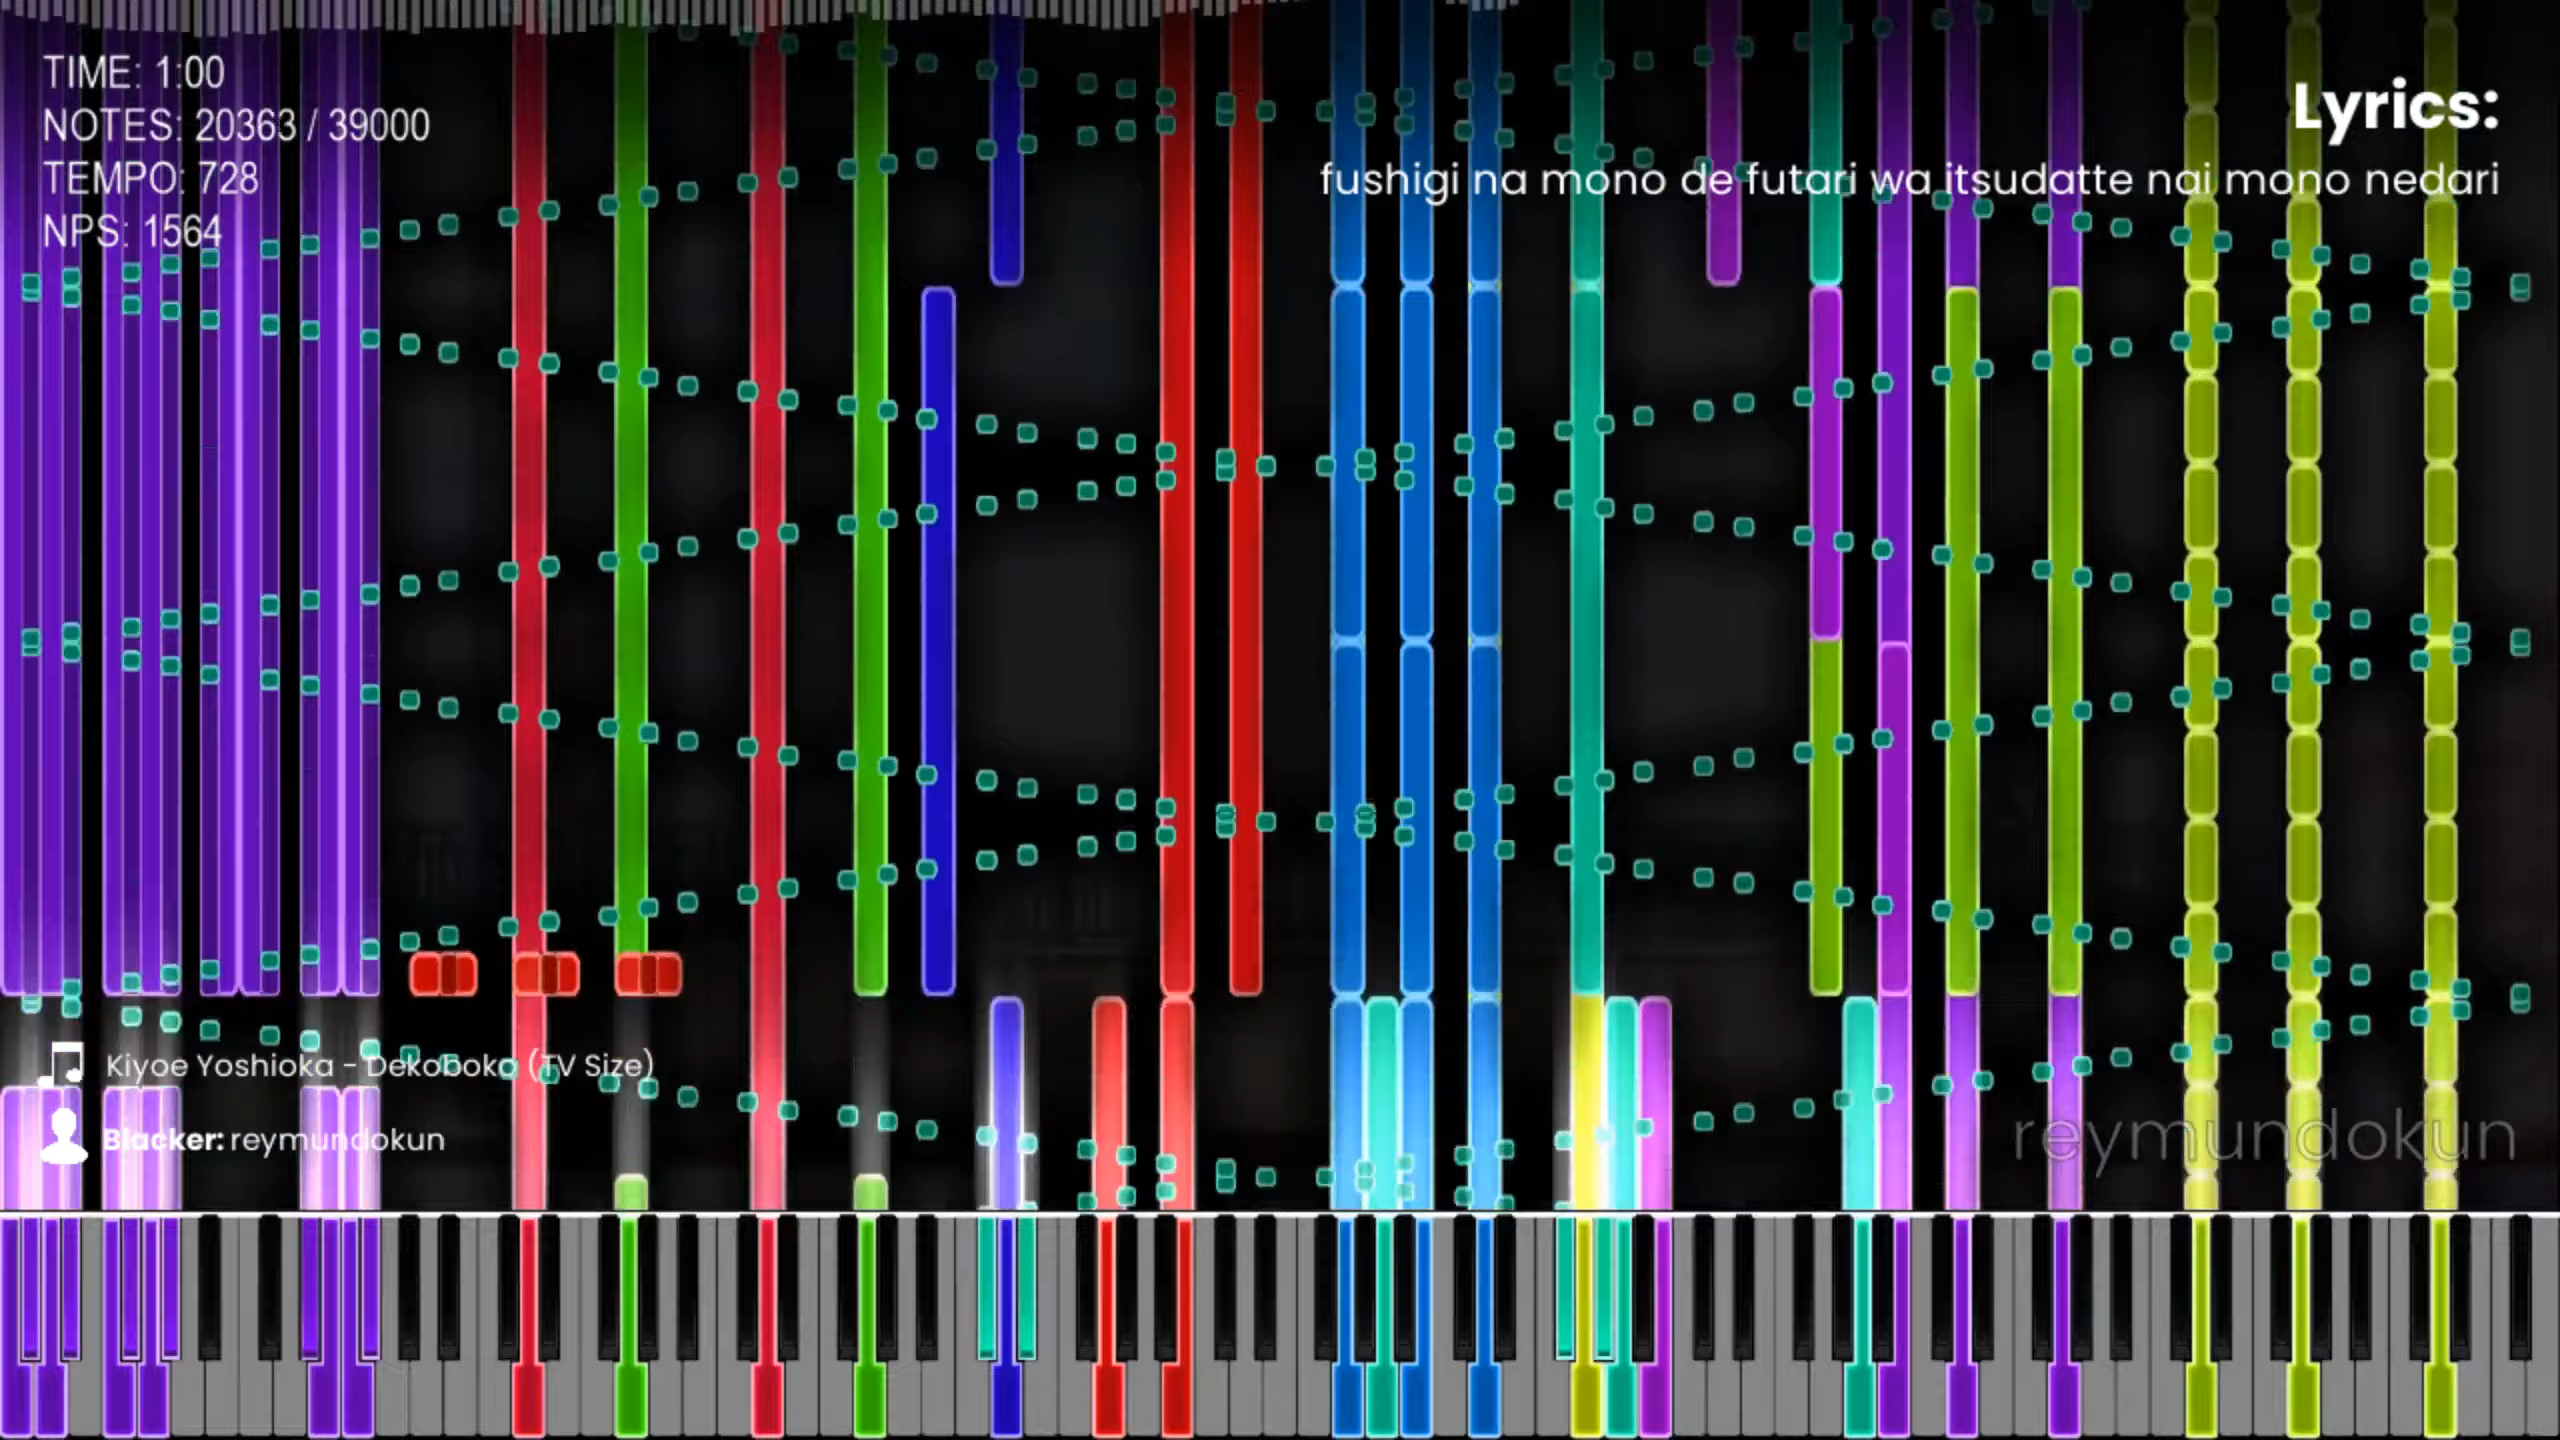 TIME: 1:00
NOTES: 20363 / 39000
TEMPO: 728
NPS: 1564
Lyrics:
fushigi na mono de futari wa itsudatte nai mono nedari
Kiyoe Yoshioka - Dekoboko (TV Size)
Blacker: reymundokun
reymundokun